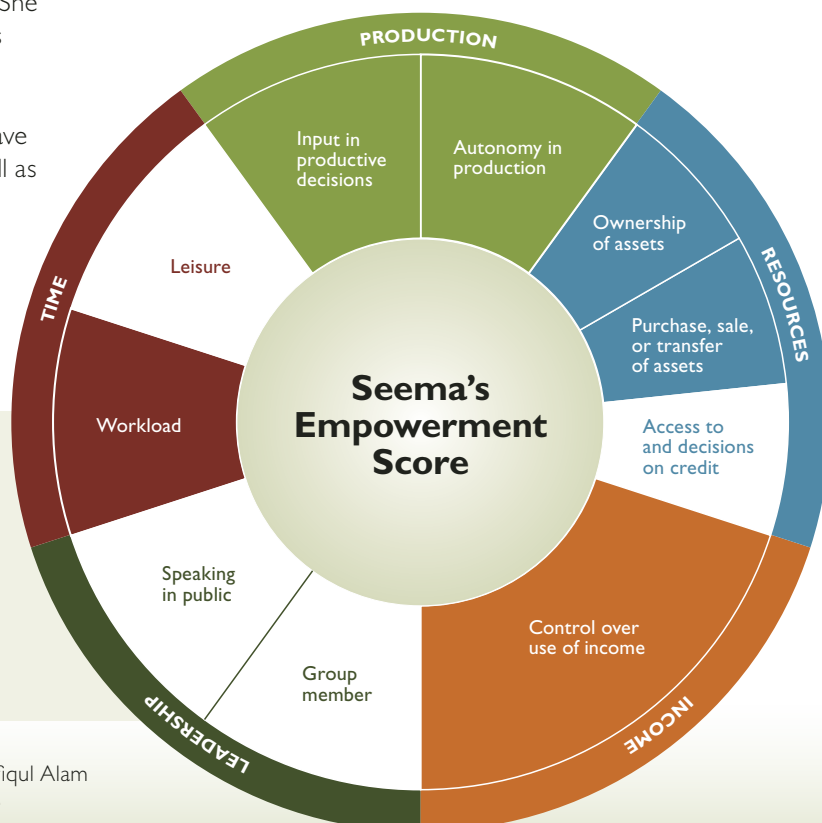 She
s
ave
ll as
PRODUCTION
Input in
productive
decisions
Autonomy in
production
RESOURCES
Ownership
of assets
Purchase, sale,
or transfer
of assets
Access to
and decisions
on credit
INCOME
Control over
use of income
LEADERSHIP
Group
member
Speaking
in public
TIME
Workload
Leisure
Seema’s
Empowerment
Score
fiqul Alam